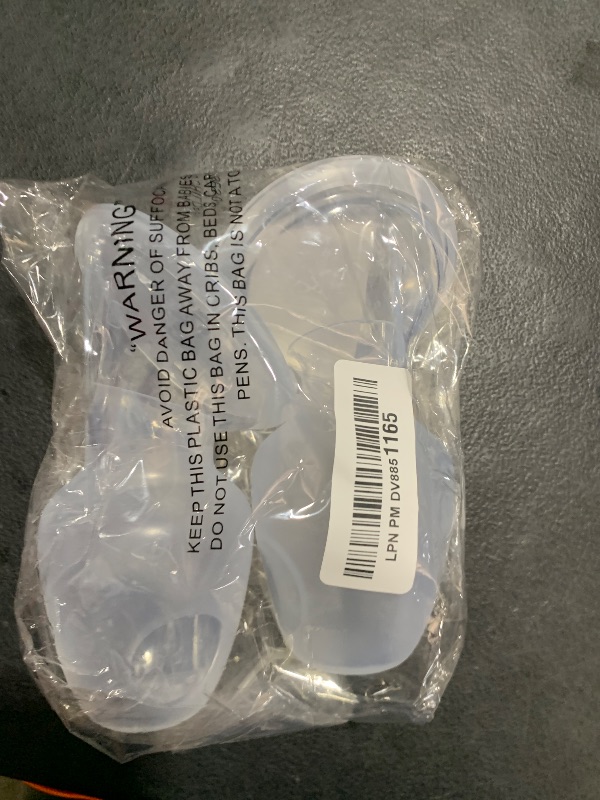 "WARNING"
AVOID DANGER OF SUFFOC
KEEP THIS PLASTIC BAG AWAY FROM BABIES
DO NOT USE THIS BAG IN CRIBS, BEDS, CAR
PENS. THIS BAG IS NOT A TO
LPN PM DV8851165